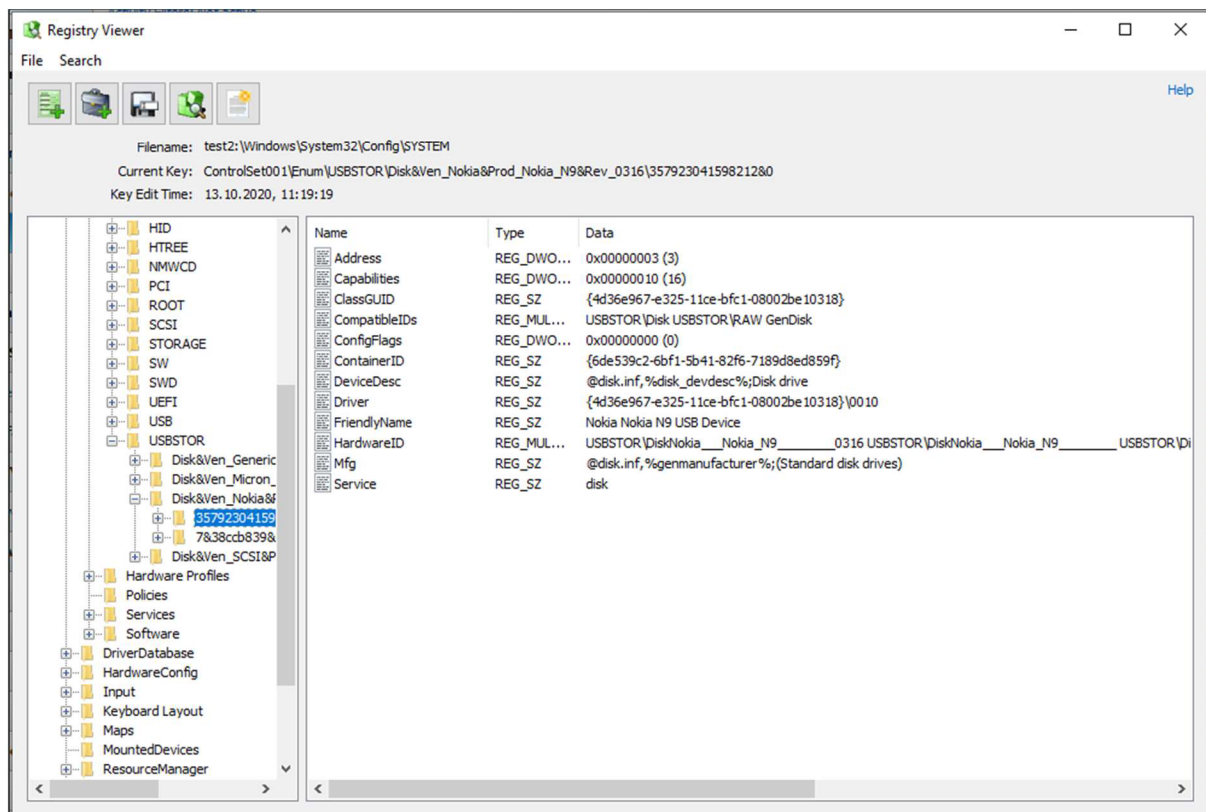 Registry Viewer
File Search
Help
Filename: test2:\Windows\System32\Config\SYSTEM
Current Key: ControlSet001\Enum\USBSTOR\Disk&Ven_Nokia&Prod_Nokia_N9&Rev_0316\357923041598212&0
Key Edit Time: 13.10.2020, 11:19:19
HID
HTREE
NMWCD
PCI
ROOT
SCSI
STORAGE
SW
SWD
UEFI
USB
USBSTOR
Disk&Ven_Generic
Disk&Ven_Micron_
Disk&Ven_Nokia&P
35792304159
7&38ccb839&
Disk&Ven_SCSI&P
Hardware Profiles
Policies
Services
Software
DriverDatabase
HardwareConfig
Input
Keyboard Layout
Maps
MountedDevices
ResourceManager
Name Type Data
Address REG_DWO... 0x00000003 (3)
Capabilities REG_DWO... 0x00000010 (16)
ClassGUID REG_SZ {4d36e967-e325-11ce-bfc1-08002be10318}
CompatibleIDs REG_MUL... USBSTOR\Disk USBSTOR\RAW GenDisk
ConfigFlags REG_DWO... 0x00000000 (0)
ContainerID REG_SZ {6de539c2-6bf1-5b41-82f6-7189d8ed859f}
DeviceDesc REG_SZ @disk.inf,%disk_devdesc%;Disk drive
Driver REG_SZ {4d36e967-e325-11ce-bfc1-08002be10318}\0010
FriendlyName REG_SZ Nokia Nokia N9 USB Device
HardwareID REG_MUL... USBSTOR\DiskNokia___Nokia_N9________0316 USBSTOR\DiskNokia___Nokia_N9________ USBSTOR\Di
Mfg REG_SZ @disk.inf,%genmanufacturer%;(Standard disk drives)
Service REG_SZ disk